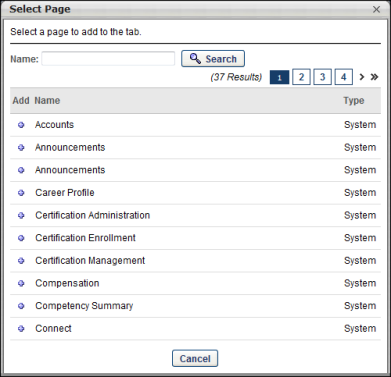 Select Page
Select a page to add to the tab.
Name: Search
(37 Results) 1 2 3 4 > »
Add Name Type
Accounts System
Announcements System
Announcements System
Career Profile System
Certification Administration System
Certification Enrollment System
Certification Management System
Compensation System
Competency Summary System
Connect System
Cancel